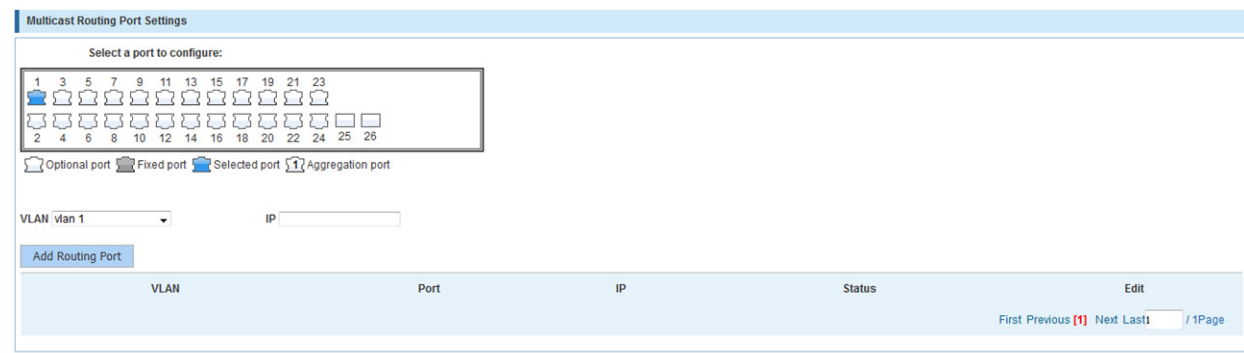 Multicast Routing Port Settings
Select a port to configure:
1 3 5 7 9 11 13 15 17 19 21 23
2 4 6 8 10 12 14 16 18 20 22 24 25 26
Optional port Fixed port Selected port 1 Aggregation port
VLAN vlan 1 IP
Add Routing Port
VLAN Port IP Status Edit
First Previous [1] Next Last 1 / 1Page